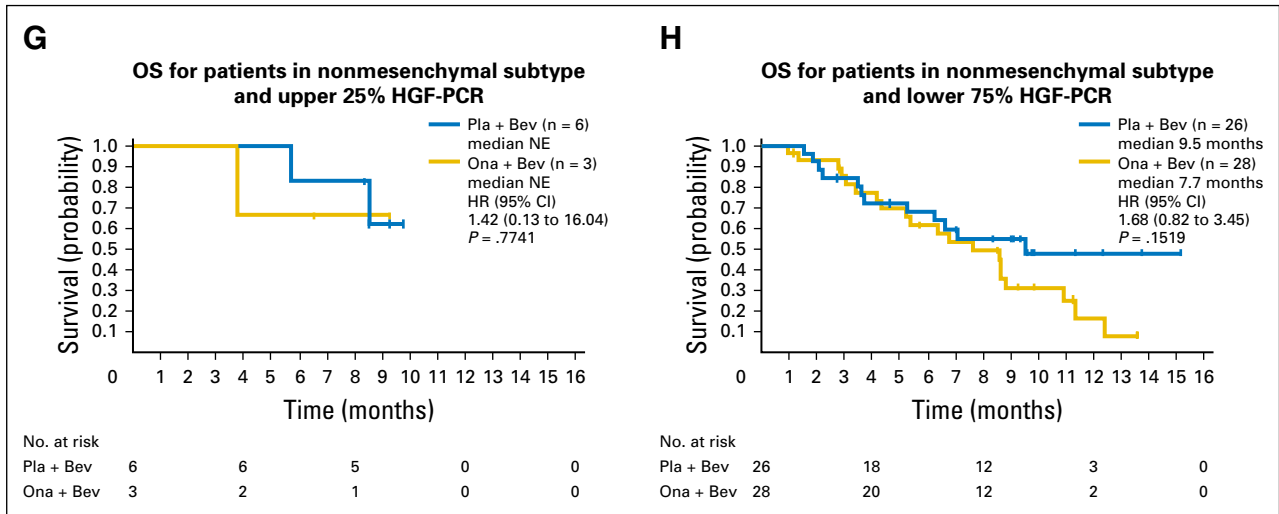 G
OS for patients in nonmesenchymal subtype
and upper 25% HGF-PCR
Pla + Bev (n = 6)
median NE
Ona + Bev (n = 3)
median NE
HR (95% CI)
1.42 (0.13 to 16.04)
P = .7741
Survival (probability)
1.0
0.9
0.8
0.7
0.6
0.5
0.4
0.3
0.2
0.1
0 1 2 3 4 5 6 7 8 9 10 11 12 13 14 15 16
Time (months)
No. at risk
Pla + Bev 6 6 5 0 0
Ona + Bev 3 2 1 0 0
H
OS for patients in nonmesenchymal subtype
and lower 75% HGF-PCR
Pla + Bev (n = 26)
median 9.5 months
Ona + Bev (n = 28)
median 7.7 months
HR (95% CI)
1.68 (0.82 to 3.45)
P = .1519
Survival (probability)
1.0
0.9
0.8
0.7
0.6
0.5
0.4
0.3
0.2
0.1
0 1 2 3 4 5 6 7 8 9 10 11 12 13 14 15 16
Time (months)
No. at risk
Pla + Bev 26 18 12 3 0
Ona + Bev 28 20 12 2 0